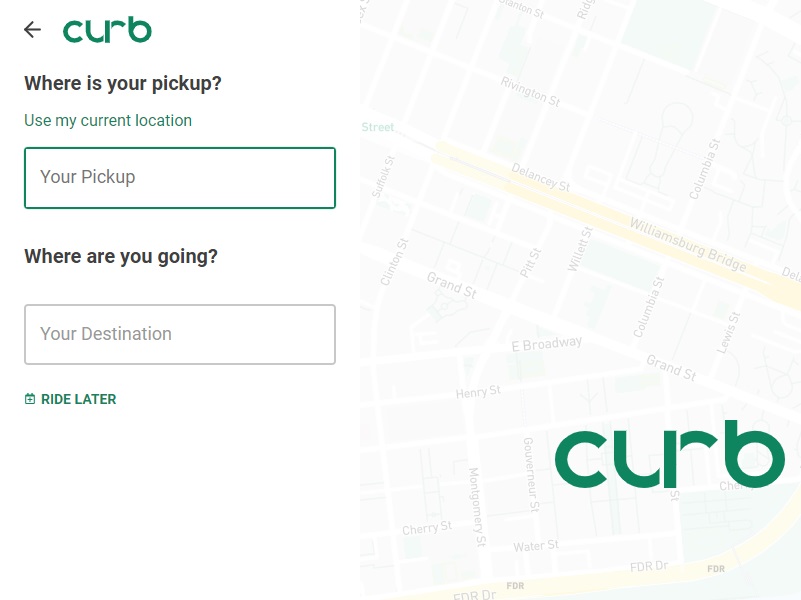 curb
Where is your pickup?
Use my current location
Your Pickup
Where are you going?
Your Destination
RIDE LATER
Stanton St
Ridge
Rivington St
Street
Delancey St
Suffolk St
Columbia St
Williamsburg Bridge
Willett St
Pitt St
Clinton St
Grand St
Columbia St
Lewis St
E Broadway
Grand St
Henry St
curb
Gouverneur St
Montgomery St
Che
St
Cherry St
Water St
FDR Dr
FDR
FDR
FDR Dr